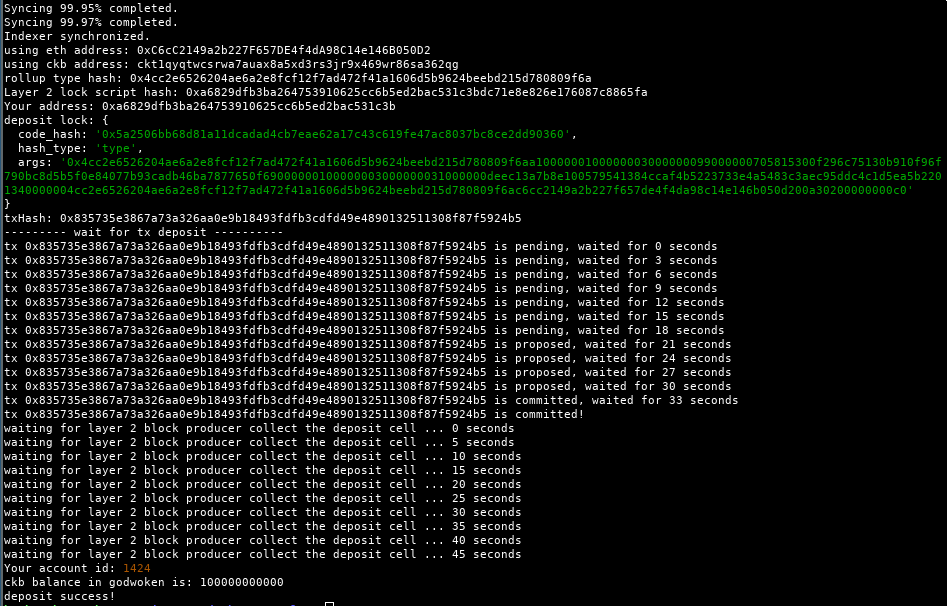 Syncing 99.95% completed.
Syncing 99.97% completed.
Indexer synchronized.
using eth address: 0xC6cC2149a2b227F657DE4f4dA98C14e146B050D2
using ckb address: ckt1qyqtwcsrwa7auax8a5xd3rs3jr9x469wr86sa362qg
rollup type hash: 0x4cc2e6526204ae6a2e8fcf12f7ad472f41a1606d5b9624beebd215d780809f6a
Layer 2 lock script hash: 0xa6829dfb3ba264753910625cc6b5ed2bac531c3bdc71e8e826e176087c8865fa
Your address: 0xa6829dfb3ba264753910625cc6b5ed2bac531c3b
deposit lock: {
  code_hash: '0x5a2506bb68d81a11dcadad4cb7eae62a17c43c619fe47ac8037bc8ce2dd90360',
  hash_type: 'type',
  args: '0x4cc2e6526204ae6a2e8fcf12f7ad472f41a1606d5b9624beebd215d780809f6aa10000001000000030000000099000000705815300f296c75130b910f96f
790bc8d5b5f0e84077b93cadb46ba7877650f690000000100000003000000031000000deec13a7b8e100579541384ccaf4b5223733e4a5483c3aec95ddc4c1d5ea5b220
1340000004cc2e6526204ae6a2e8fcf12f7ad472f41a1606d5b9624beebd215d780809f6ac6cc2149a2b227f657de4f4da98c14e146b050d200a30200000000c0'
}
txHash: 0x835735e3867a73a326aa0e9b18493fdfb3cdfd49e4890132511308f87f5924b5
--------- wait for tx deposit ----------
tx 0x835735e3867a73a326aa0e9b18493fdfb3cdfd49e4890132511308f87f5924b5 is pending, waited for 0 seconds
tx 0x835735e3867a73a326aa0e9b18493fdfb3cdfd49e4890132511308f87f5924b5 is pending, waited for 3 seconds
tx 0x835735e3867a73a326aa0e9b18493fdfb3cdfd49e4890132511308f87f5924b5 is pending, waited for 6 seconds
tx 0x835735e3867a73a326aa0e9b18493fdfb3cdfd49e4890132511308f87f5924b5 is pending, waited for 9 seconds
tx 0x835735e3867a73a326aa0e9b18493fdfb3cdfd49e4890132511308f87f5924b5 is pending, waited for 12 seconds
tx 0x835735e3867a73a326aa0e9b18493fdfb3cdfd49e4890132511308f87f5924b5 is pending, waited for 15 seconds
tx 0x835735e3867a73a326aa0e9b18493fdfb3cdfd49e4890132511308f87f5924b5 is pending, waited for 18 seconds
tx 0x835735e3867a73a326aa0e9b18493fdfb3cdfd49e4890132511308f87f5924b5 is proposed, waited for 21 seconds
tx 0x835735e3867a73a326aa0e9b18493fdfb3cdfd49e4890132511308f87f5924b5 is proposed, waited for 24 seconds
tx 0x835735e3867a73a326aa0e9b18493fdfb3cdfd49e4890132511308f87f5924b5 is proposed, waited for 27 seconds
tx 0x835735e3867a73a326aa0e9b18493fdfb3cdfd49e4890132511308f87f5924b5 is proposed, waited for 30 seconds
tx 0x835735e3867a73a326aa0e9b18493fdfb3cdfd49e4890132511308f87f5924b5 is committed, waited for 33 seconds
tx 0x835735e3867a73a326aa0e9b18493fdfb3cdfd49e4890132511308f87f5924b5 is committed!
waiting for layer 2 block producer collect the deposit cell ... 0 seconds
waiting for layer 2 block producer collect the deposit cell ... 5 seconds
waiting for layer 2 block producer collect the deposit cell ... 10 seconds
waiting for layer 2 block producer collect the deposit cell ... 15 seconds
waiting for layer 2 block producer collect the deposit cell ... 20 seconds
waiting for layer 2 block producer collect the deposit cell ... 25 seconds
waiting for layer 2 block producer collect the deposit cell ... 30 seconds
waiting for layer 2 block producer collect the deposit cell ... 35 seconds
waiting for layer 2 block producer collect the deposit cell ... 40 seconds
waiting for layer 2 block producer collect the deposit cell ... 45 seconds
Your account id: 1424
ckb balance in godwoken is: 100000000000
deposit success!